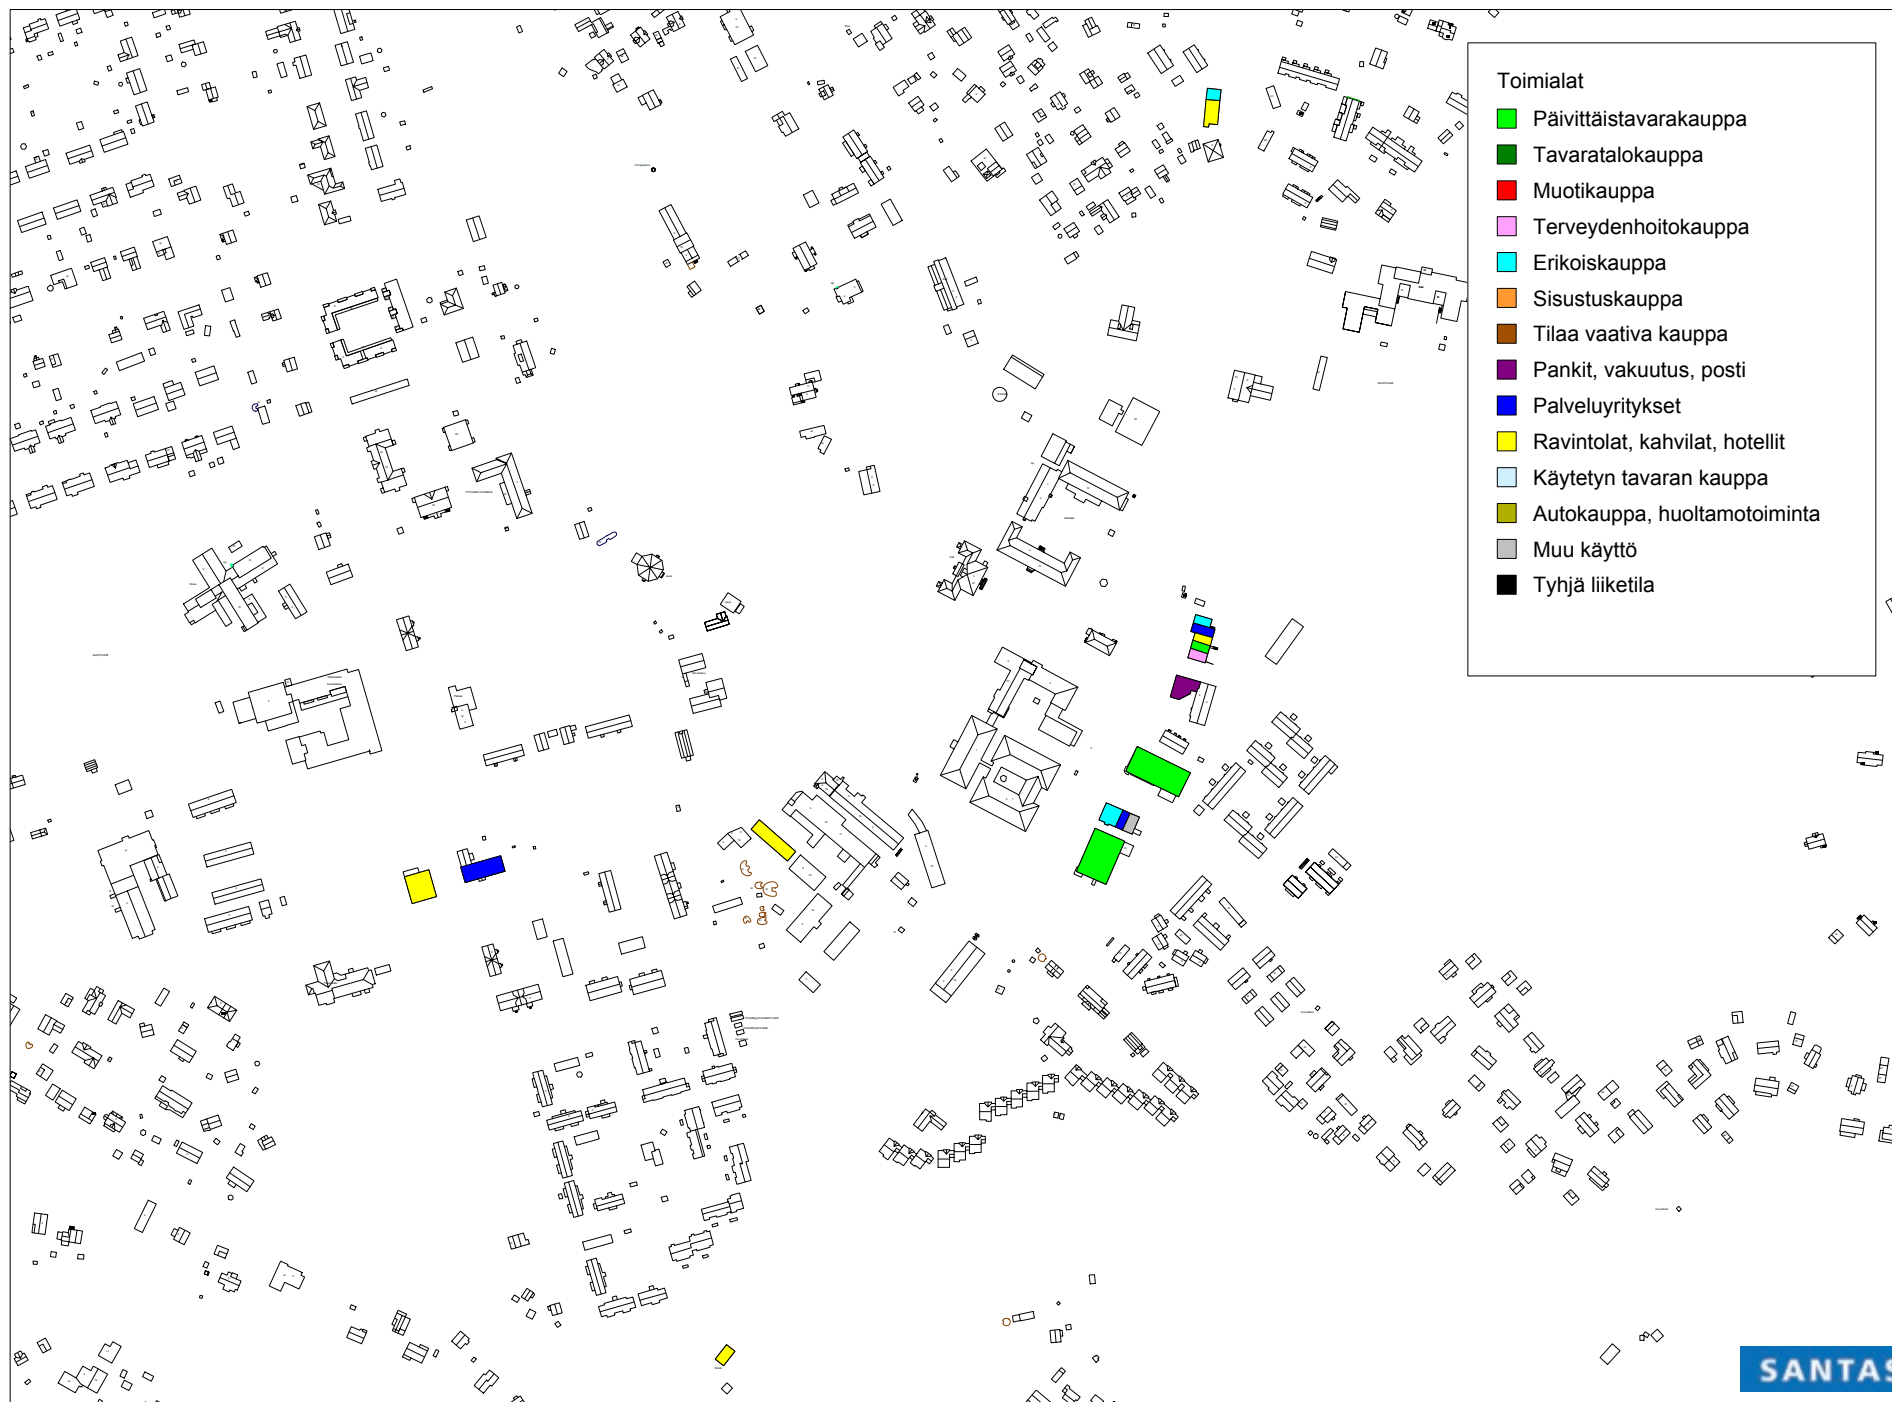 Toimialat
Päivittäistavarakauppa
Tavaratalokauppa
Muotikauppa
Terveydenhoitokauppa
Erikoiskauppa
Sisustuskauppa
Tilaa vaativa kauppa
Pankit, vakuutus, posti
Palveluyritykset
Ravintolat, kahvilat, hotellit
Käytetyn tavaran kauppa
Autokauppa, huoltamotoiminta
Muu käyttö
Tyhjä liiketila
SANTAS